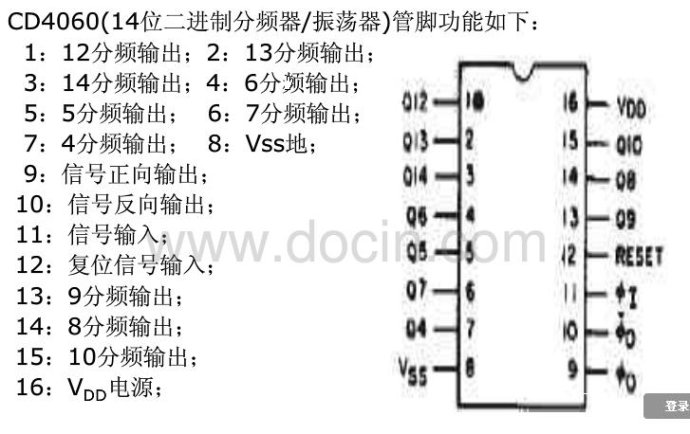 CD4060(14位二进制分频器/振荡器)管脚功能如下：
1：12分频输出；2：13分频输出；
3：14分频输出；4：6分频输出；
5：5分频输出； 6：7分频输出；
7：4分频输出； 8：Vss地；
9：信号正向输出；
10：信号反向输出；
11：信号输入；
12：复位信号输入；
13：9分频输出；
14：8分频输出；
15：10分频输出；
16：VDD电源；
www.docin.com
Q12 1 16 VDD
Q13 2 15 Q10
Q14 3 14 Q8
Q6 4 13 Q9
Q5 5 12 RESET
Q7 6 11 ϕI
Q4 7 10 ϕO
VSS 8 9 ϕO
登录